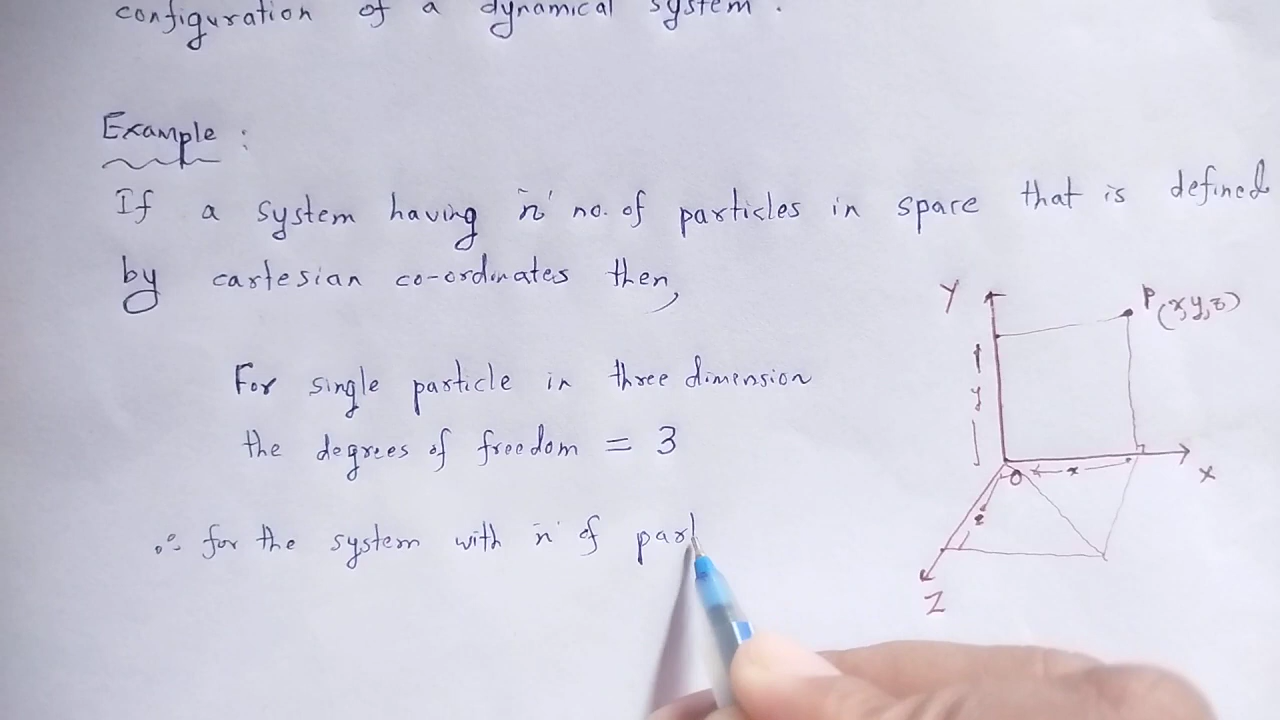 configuration of a dynamical system.
Example :
If a system having 'n' no. of particles in space that is defined
by cartesian co-ordinates then,
For single particle in three dimension
the degrees of freedom = 3
∴ for the system with 'n' of part
Y
P(x,y,z)
y
O
x
X
z
Z